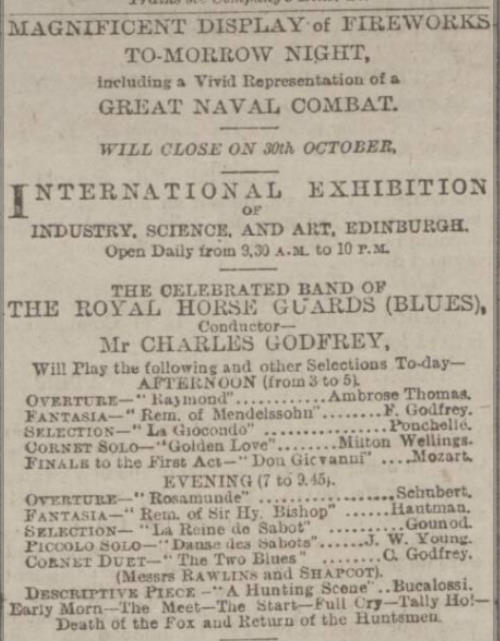 MAGNIFICENT DISPLAY of FIREWORKS
TO-MORROW NIGHT,
including a Vivid Representation of a
GREAT NAVAL COMBAT.
WILL CLOSE ON 30th OCTOBER.
INTERNATIONAL EXHIBITION
OF
INDUSTRY, SCIENCE, AND ART, EDINBURGH.
Open Daily from 9.30 A.M. to 10 P.M.
THE CELEBRATED BAND OF
THE ROYAL HORSE GUARDS (BLUES),
Conductor—
Mr CHARLES GODFREY,
Will Play the following and other Selections To-day—
AFTERNOON (from 3 to 5).
OVERTURE—"Raymond"............Ambrose Thomas.
FANTASIA—"Rem. of Mendelssohn"........F. Godfrey.
SELECTION—"La Giocondo" ................Ponchelle.
CORNET SOLO—"Golden Love"........Milton Wellings.
FINALE to the First Act—"Don Giovanni" ....Mozart.
EVENING (7 to 9.45).
OVERTURE—"Rosamunde" ................Schubert.
FANTASIA—"Rem. of Sir Hy. Bishop" ......Hartman.
SELECTION—"La Reine de Sabot" ..........Gounod.
PICCOLO SOLO—"Danse des Sabots"......J. W. Young.
CORNET DUET—"The Two Blues" ........C. Godfrey.
(Messrs RAWLINS and SHAPCOT).
DESCRIPTIVE PIECE—"A Hunting Scene"..Bucalossi.
Early Morn—The Meet—The Start—Full Cry—Tally Ho!—
Death of the Fox and Return of the Huntsmen.